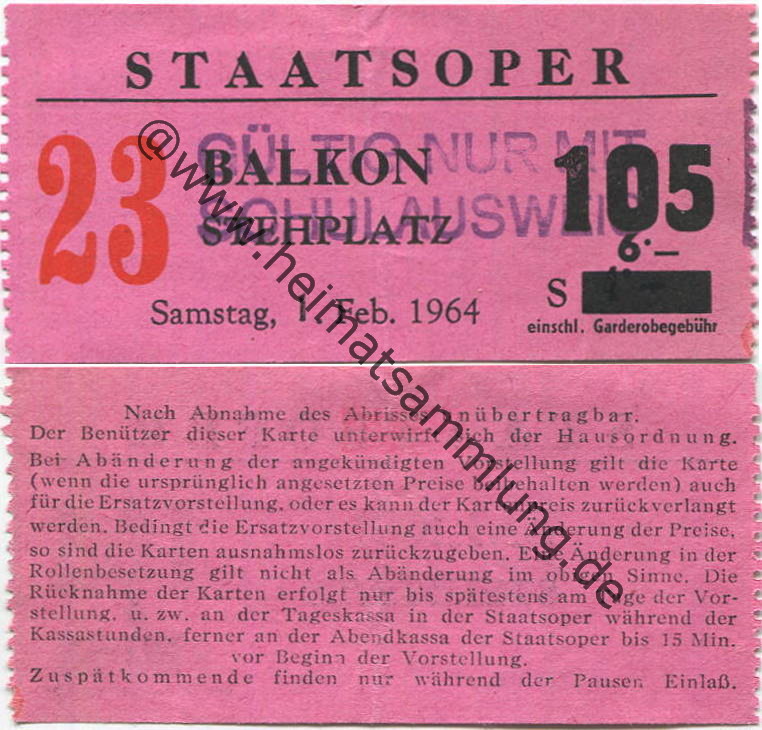 STAATSOPER
23
GÜLTIG NUR MIT
BALKON
105
SCHULAUSWEIS
STEHPLATZ
6·—
S
Samstag, 1 Feb. 1964
einschl. Garderobegebühr
@www.heimatsammlung.de
Nach Abnahme des Abrisses unübertragbar.
Der Benützer dieser Karte unterwirft sich der Hausordnung.
Bei Abänderung der angekündigten Vorstellung gilt die Karte
(wenn die ursprünglich angesetzten Preise beibehalten werden) auch
für die Ersatzvorstellung, oder es kann der Kartenpreis zurückverlangt
werden. Bedingt die Ersatzvorstellung auch eine Änderung der Preise,
so sind die Karten ausnahmslos zurückzugeben. Eine Änderung in der
Rollenbesetzung gilt nicht als Abänderung im obigen Sinne. Die
Rücknahme der Karten erfolgt nur bis spätestens am Tage der Vor-
stellung, u. zw. an der Tageskassa in der Staatsoper während der
Kassastunden, ferner an der Abendkassa der Staatsoper bis 15 Min.
vor Beginn der Vorstellung.
Zuspätkommende finden nur während der Pausen Einlaß.